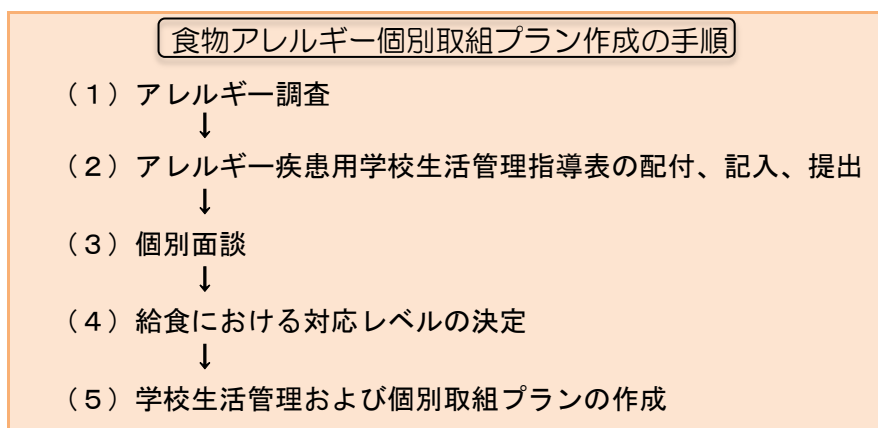 食物アレルギー個別取組プラン作成の手順
（１）アレルギー調査
↓
（２）アレルギー疾患用学校生活管理指導表の配付、記入、提出
↓
（３）個別面談
↓
（４）給食における対応レベルの決定
↓
（５）学校生活管理および個別取組プランの作成